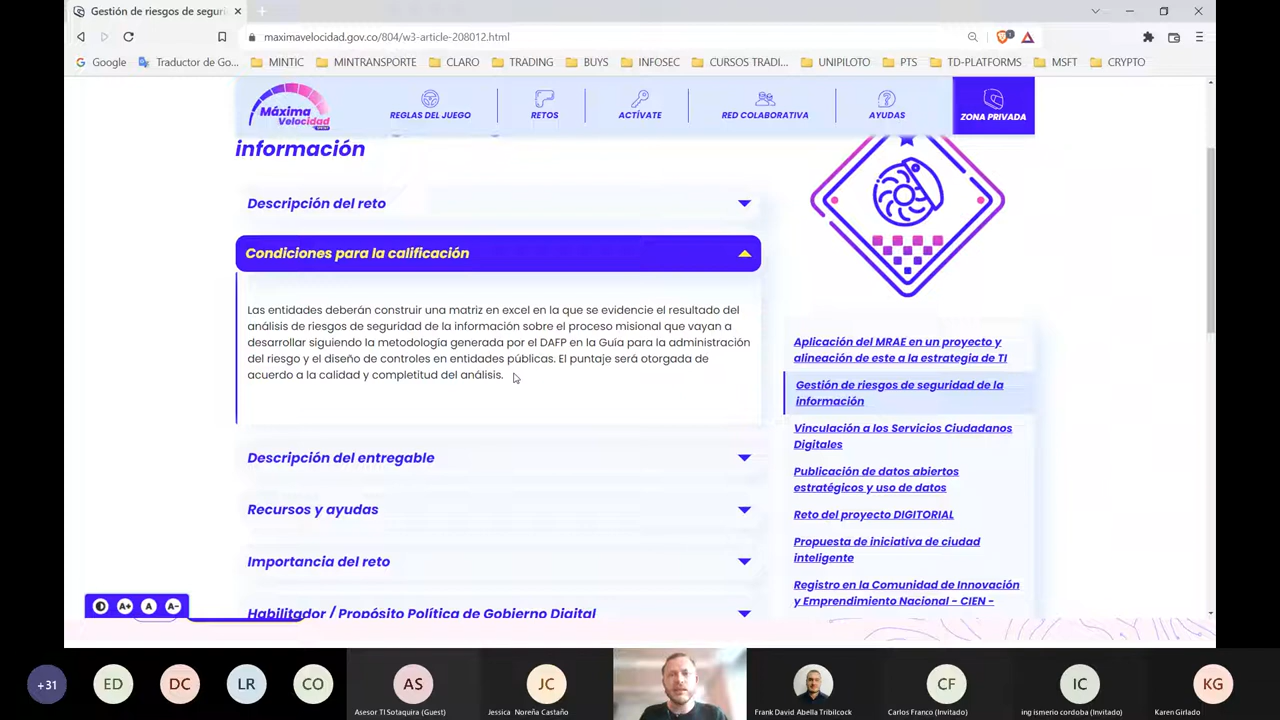 Gestión de riesgos de seguri
maximavelocidad.gov.co/804/w3-article-208012.html
1
Google
Traductor de Go...
MINTIC
MINTRANSPORTE
CLARO
TRADING
BUYS
INFOSEC
CURSOS TRADI...
UNIPILOTO
PTS
TD-PLATFORMS
MSFT
CRYPTO
Máxima
Velocidad
REGLAS DEL JUEGO
RETOS
ACTÍVATE
RED COLABORATIVA
AYUDAS
ZONA PRIVADA
información
Descripción del reto
Condiciones para la calificación
Las entidades deberán construir una matriz en excel en la que se evidencie el resultado del
análisis de riesgos de seguridad de la información sobre el proceso misional que vayan a
desarrollar siguiendo la metodología generada por el DAFP en la Guía para la administración
del riesgo y el diseño de controles en entidades públicas. El puntaje será otorgada de
acuerdo a la calidad y completitud del análisis.
Descripción del entregable
Recursos y ayudas
Importancia del reto
Habilitador / Propósito Política de Gobierno Digital
Aplicación del MRAE en un proyecto y
alineación de este a la estrategia de TI
Gestión de riesgos de seguridad de la
información
Vinculación a los Servicios Ciudadanos
Digitales
Publicación de datos abiertos
estratégicos y uso de datos
Reto del proyecto DIGITORIAL
Propuesta de iniciativa de ciudad
inteligente
Registro en la Comunidad de Innovación
y Emprendimiento Nacional - CIEN -
A+
A
A-
+31
ED
DC
LR
CO
AS
Asesor TI Sotaquira (Guest)
JC
Jessica Noreña Castaño
Frank David Abella Tribilcock
CF
Carlos Franco (Invitado)
IC
ing ismerio cordoba (Invitado)
KG
Karen Girlado